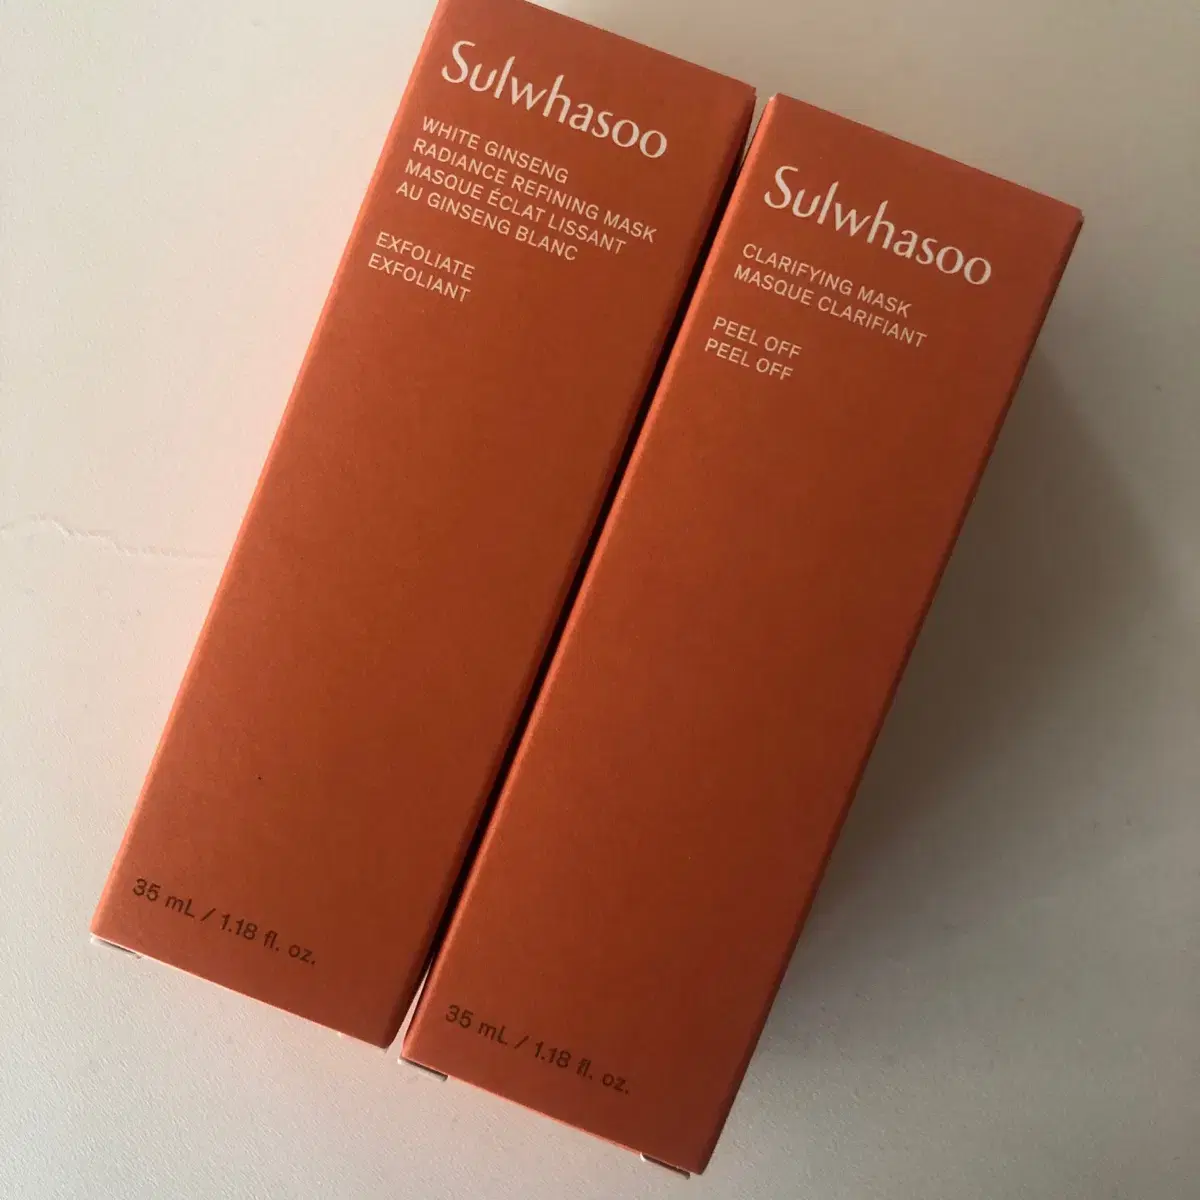 Sulwhasoo
WHITE GINSENG
RADIANCE REFINING MASK
MASQUE ÉCLAT LISSANT
AU GINSENG BLANC
EXFOLIATE
EXFOLIANT
35 mL / 1.18 fl. oz.
Sulwhasoo
CLARIFYING MASK
MASQUE CLARIFIANT
PEEL OFF
PEEL OFF
35 mL / 1.18 fl. oz.